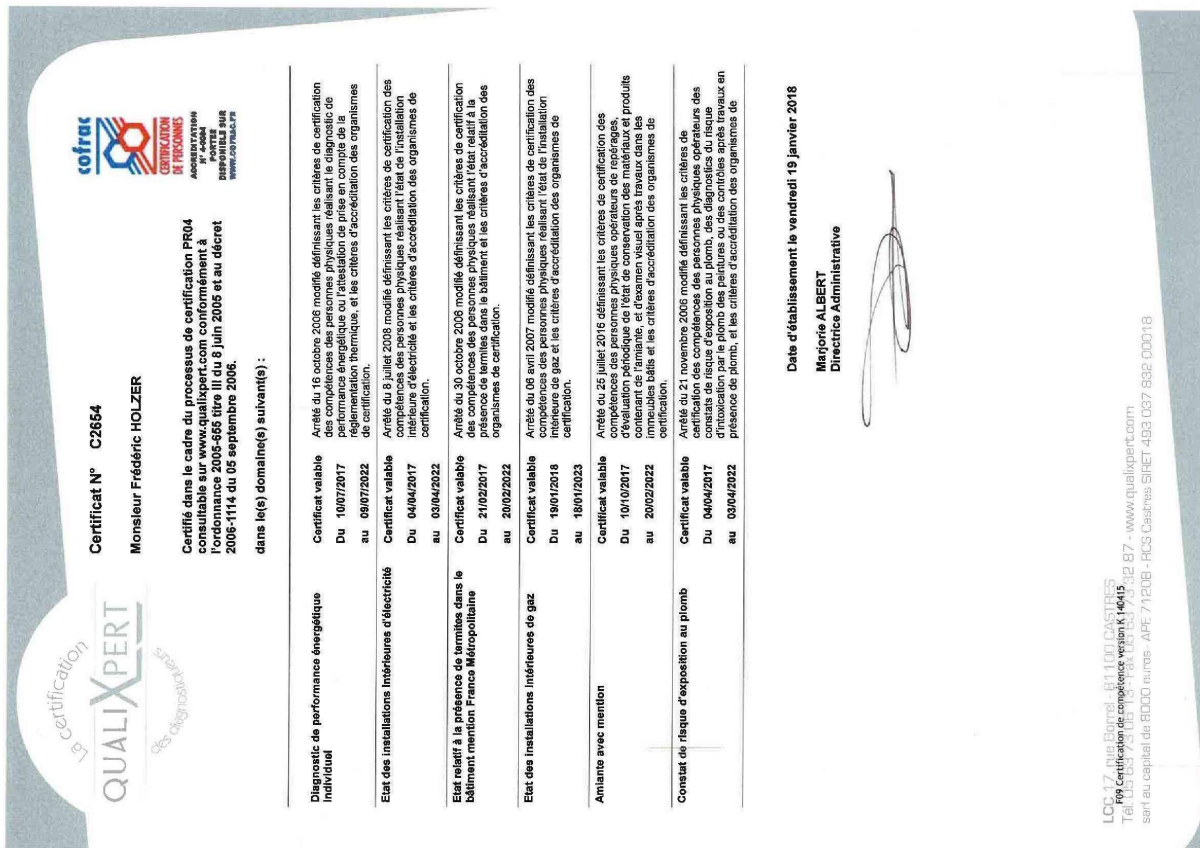 La certification
QUALIXPERT
des diagnostiqueurs
cofrac
CERTIFICATION
DE PERSONNES
ACCREDITATION
N° 4-0094
PORTEE
DISPONIBLE SUR
WWW.COFRAC.FR
Certificat N° C2654
Monsieur Frédéric HOLZER
Certifié dans le cadre du processus de certification PR04
consultable sur www.qualixpert.com conformément à
l'ordonnance 2005-655 titre III du 8 juin 2005 et au décret
2006-1114 du 05 septembre 2006.
dans le(s) domaine(s) suivant(s) :
Diagnostic de performance énergétique
Individuel
Certificat valable
Du 10/07/2017
au 09/07/2022
Arrêté du 16 octobre 2006 modifié définissant les critères de certification
des compétences des personnes physiques réalisant le diagnostic de
performance énergétique ou l'attestation de prise en compte de la
réglementation thermique, et les critères d'accréditation des organismes
de certification.
Etat des installations Intérieures d'électricité
Certificat valable
Du 04/04/2017
au 03/04/2022
Arrêté du 8 juillet 2008 modifié définissant les critères de certification des
compétences des personnes physiques réalisant l'état de l'installation
intérieure d'électricité et les critères d'accréditation des organismes de
certification.
Etat relatif à la présence de termites dans le
bâtiment mention France Métropolitaine
Certificat valable
Du 21/02/2017
au 20/02/2022
Arrêté du 30 octobre 2006 modifié définissant les critères de certification
des compétences des personnes physiques réalisant l'état relatif à la
présence de termites dans le bâtiment et les critères d'accréditation des
organismes de certification.
Etat des installations Intérieures de gaz
Certificat valable
Du 19/01/2018
au 18/01/2023
Arrêté du 06 avril 2007 modifié définissant les critères de certification des
compétences des personnes physiques réalisant l'état de l'installation
intérieure de gaz et les critères d'accréditation des organismes de
certification.
Amiante avec mention
Certificat valable
Du 10/10/2017
au 20/02/2022
Arrêté du 25 juillet 2016 définissant les critères de certification des
compétences des personnes physiques opérateurs de repérages,
d'évaluation périodique de l'état de conservation des matériaux et produits
contenant de l'amiante, et d'examen visuel après travaux dans les
immeubles bâtis et les critères d'accréditation des organismes de
certification.
Constat de risque d'exposition au plomb
Certificat valable
Du 04/04/2017
au 03/04/2022
Arrêté du 21 novembre 2006 modifié définissant les critères de
certification des compétences des personnes physiques opérateurs des
constats de risque d'exposition au plomb, des diagnostics du risque
d'intoxication par le plomb des peintures ou des contrôles après travaux en
présence de plomb, et les critères d'accréditation des organismes de
Date d'établissement le vendredi 19 janvier 2018
Marjorie ALBERT
Directrice Administrative
LCC 17, rue Borrel - 81100 CASTRES
F09 Certification de compétence version K 140415
Tél. 05 63 73 06 13 - Fax 05 63 73 32 87 - www.qualixpert.com
sarl au capital de 8000 euros - APE 7120B - RCS Castres SIRET 493 037 832 00018